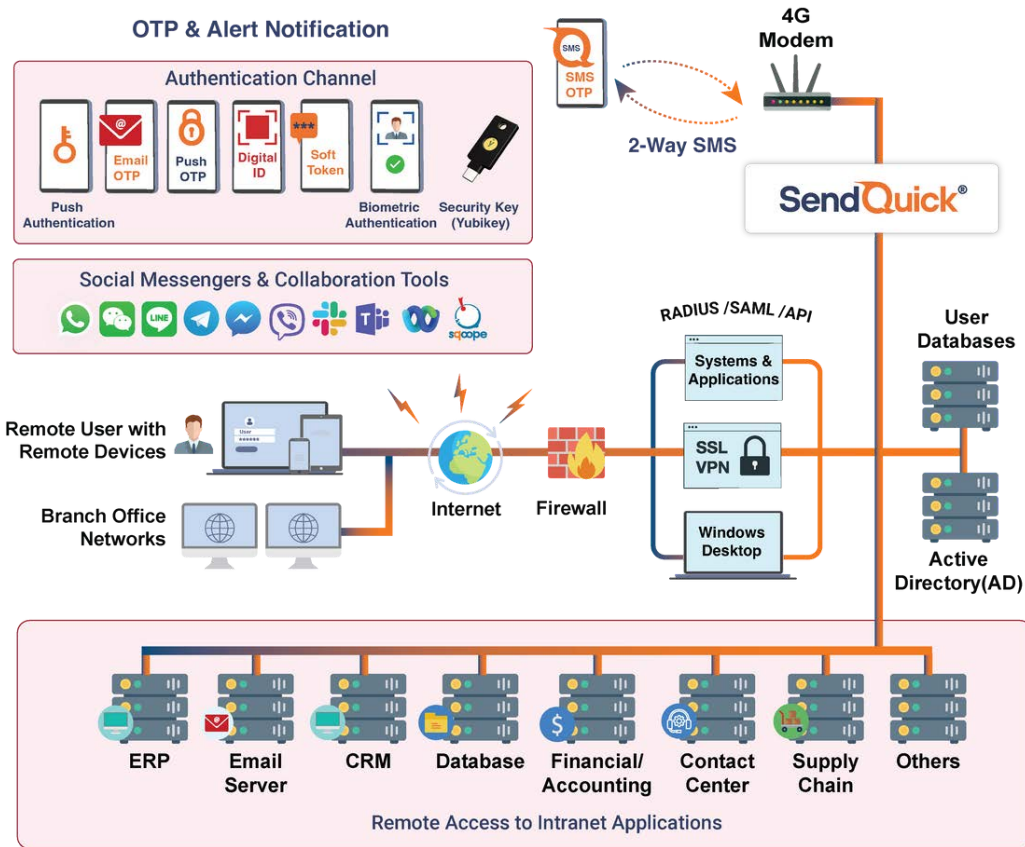 OTP & Alert Notification
Authentication Channel
@
Email
OTP
Push
OTP
Digital
ID
***
Soft
Token
y
Push
Authentication
Biometric
Authentication
Security Key
(Yubikey)
Social Messengers & Collaboration Tools
LINE
T
sqoope
SMS
SMS
OTP
2-Way SMS
4G
Modem
SendQuick®
RADIUS /SAML /API
Systems &
Applications
SSL
VPN
Windows
Desktop
User
Databases
Active
Directory(AD)
Remote User with
Remote Devices
User
Branch Office
Networks
Internet
Firewall
@
$
ERP
Email
Server
CRM
Database
Financial/
Accounting
Contact
Center
Supply
Chain
Others
Remote Access to Intranet Applications